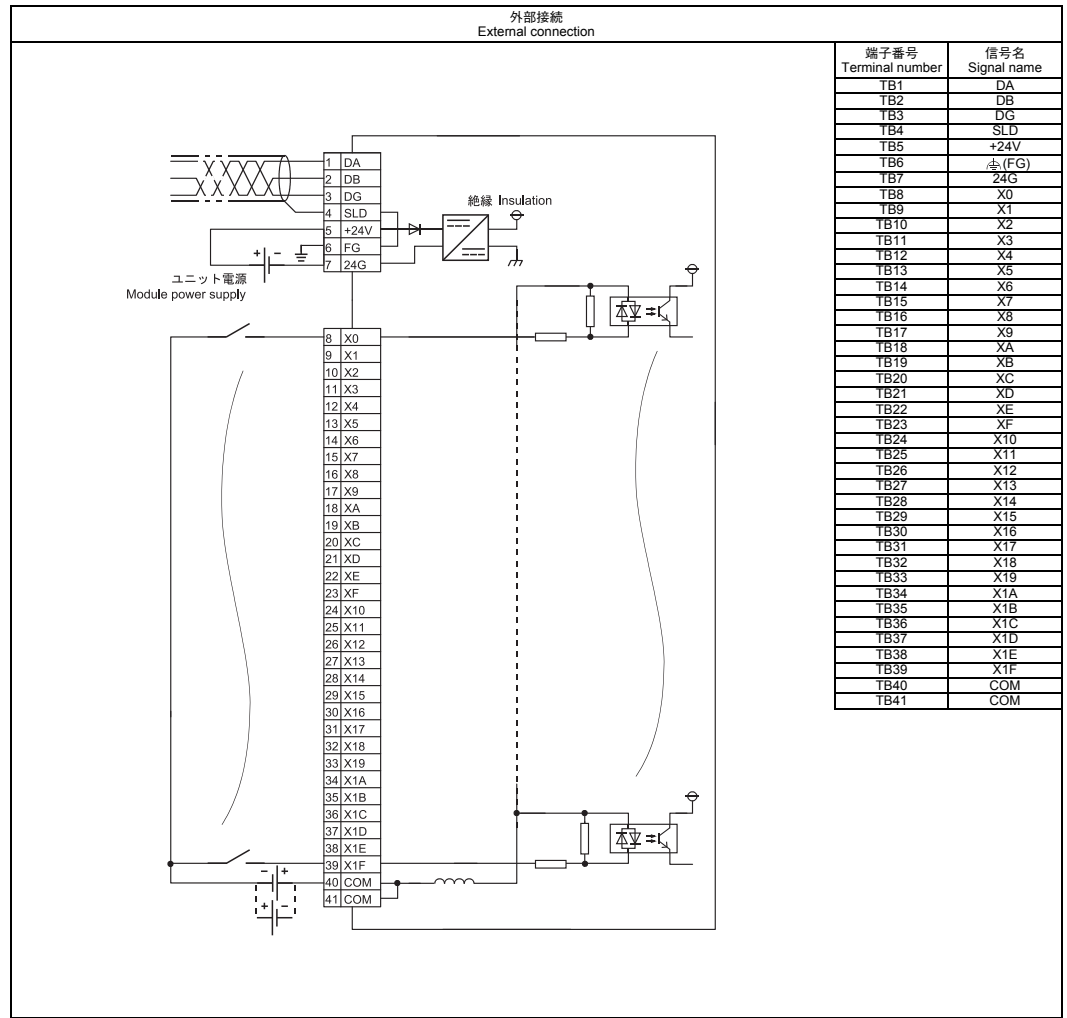 外部接続
External connection
端子番号 信号名
Terminal number Signal name
TB1 DA
TB2 DB
TB3 DG
TB4 SLD
TB5 +24V
TB6 ⏚(FG)
TB7 24G
TB8 X0
TB9 X1
TB10 X2
TB11 X3
TB12 X4
TB13 X5
TB14 X6
TB15 X7
TB16 X8
TB17 X9
TB18 XA
TB19 XB
TB20 XC
TB21 XD
TB22 XE
TB23 XF
TB24 X10
TB25 X11
TB26 X12
TB27 X13
TB28 X14
TB29 X15
TB30 X16
TB31 X17
TB32 X18
TB33 X19
TB34 X1A
TB35 X1B
TB36 X1C
TB37 X1D
TB38 X1E
TB39 X1F
TB40 COM
TB41 COM
1 DA
2 DB
3 DG
4 SLD
5 +24V
6 FG
7 24G
絶縁 Insulation
+ −
ユニット電源
Module power supply
8 X0
9 X1
10 X2
11 X3
12 X4
13 X5
14 X6
15 X7
16 X8
17 X9
18 XA
19 XB
20 XC
21 XD
22 XE
23 XF
24 X10
25 X11
26 X12
27 X13
28 X14
29 X15
30 X16
31 X17
32 X18
33 X19
34 X1A
35 X1B
36 X1C
37 X1D
38 X1E
39 X1F
40 COM
41 COM
− +
+ −